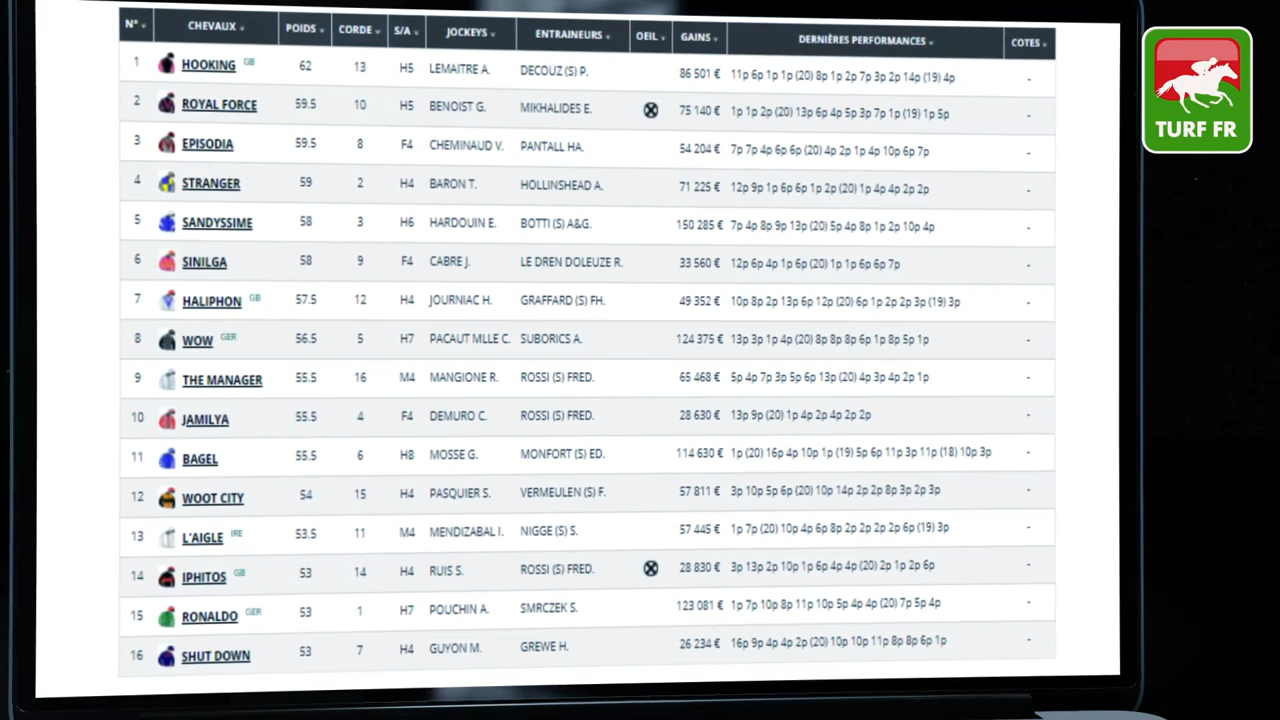 N° CHEVAUX POIDS CORDE S/A JOCKEYS ENTRAINEURS OEIL GAINS DERNIÈRES PERFORMANCES COTES
1 HOOKING GB 62 13 H5 LEMAITRE A. DECOUZ (S) P. 86 501 € 11p 6p 1p 1p (20) 8p 1p 2p 7p 3p 2p 14p (19) 4p -
2 ROYAL FORCE 59.5 10 H5 BENOIST G. MIKHALIDES E. 75 140 € 1p 1p 2p (20) 13p 6p 4p 5p 3p 7p 1p (19) 1p 5p -
3 EPISODIA 59.5 8 F4 CHEMINAUD V. PANTALL HA. 54 204 € 7p 7p 4p 6p 6p (20) 4p 2p 1p 4p 10p 6p 7p -
4 STRANGER 59 2 H4 BARON T. HOLLINSHEAD A. 71 225 € 12p 9p 1p 6p 6p 1p 2p (20) 1p 4p 4p 2p 2p -
5 SANDYSSIME 58 3 H6 HARDOUIN E. BOTTI (S) A&G. 150 285 € 7p 4p 8p 9p 13p (20) 5p 4p 8p 1p 2p 10p 4p -
6 SINILGA 58 9 F4 CABRE J. LE DREN DOLEUZE R. 33 560 € 12p 6p 4p 1p 6p (20) 1p 1p 6p 6p 7p -
7 HALIPHON GB 57.5 12 H4 JOURNIAC H. GRAFFARD (S) FH. 49 352 € 10p 8p 2p 13p 6p 12p (20) 6p 1p 2p 2p 3p (19) 3p -
8 WOW GER 56.5 5 H7 PACAUT MLLE C. SUBORICS A. 124 375 € 13p 3p 1p 4p (20) 8p 8p 8p 6p 1p 8p 5p 1p -
9 THE MANAGER 55.5 16 M4 MANGIONE R. ROSSI (S) FRED. 65 468 € 5p 4p 7p 3p 5p 6p 13p (20) 4p 3p 4p 2p 1p -
10 JAMILYA 55.5 4 F4 DEMURO C. ROSSI (S) FRED. 28 630 € 13p 9p (20) 1p 4p 2p 4p 2p 2p -
11 BAGEL 55.5 6 H8 MOSSE G. MONFORT (S) ED. 114 630 € 1p (20) 16p 4p 10p 1p (19) 5p 6p 11p 3p 11p (18) 10p 3p -
12 WOOT CITY 54 15 H4 PASQUIER S. VERMEULEN (S) F. 57 811 € 3p 10p 5p 6p (20) 10p 14p 2p 2p 8p 3p 2p 3p -
13 L'AIGLE IRE 53.5 11 M4 MENDIZABAL I. NIGGE (S) S. 57 445 € 1p 7p (20) 10p 4p 6p 8p 2p 2p 2p 2p 6p (19) 3p -
14 IPHITOS GB 53 14 H4 RUIS S. ROSSI (S) FRED. 28 830 € 3p 13p 2p 10p 1p 6p 4p 4p (20) 2p 1p 2p 6p -
15 RONALDO GER 53 1 H7 POUCHIN A. SMRCZEK S. 123 081 € 1p 7p 10p 8p 11p 10p 5p 4p 4p (20) 7p 5p 4p -
16 SHUT DOWN 53 7 H4 GUYON M. GREWE H. 26 234 € 16p 9p 4p 4p 2p (20) 10p 10p 11p 8p 8p 6p 1p -
TURF FR